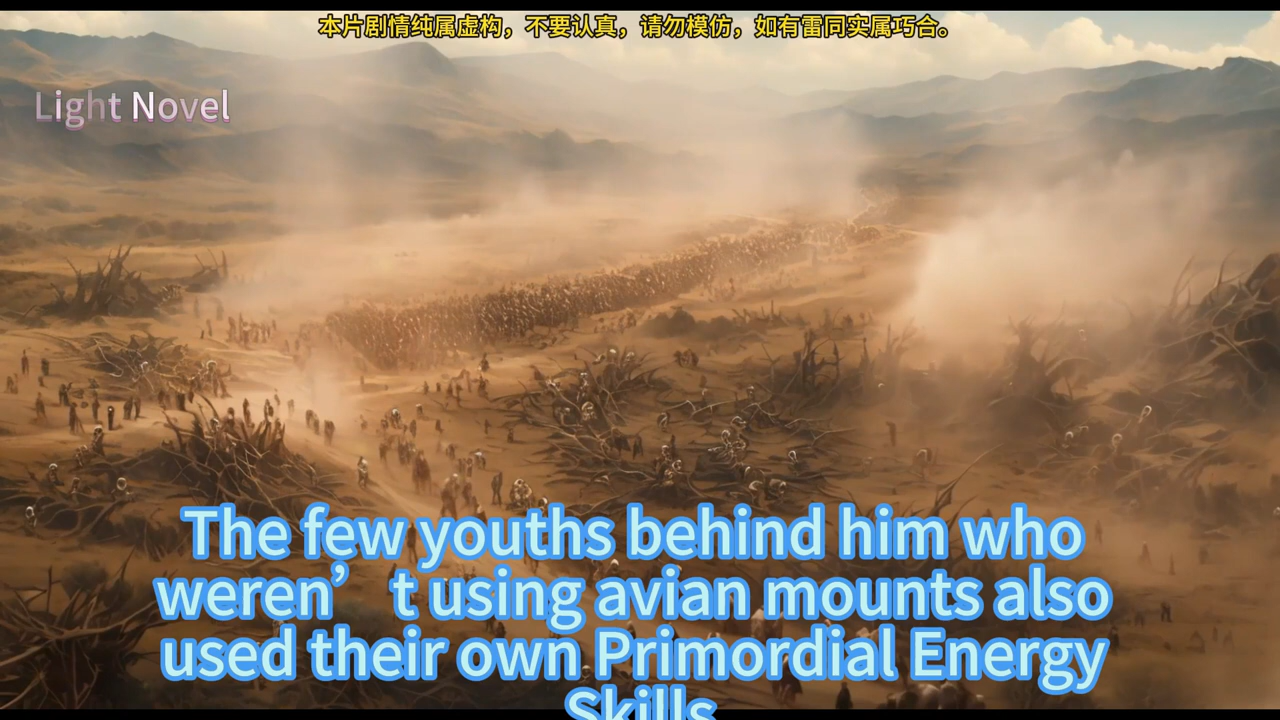 本片剧情纯属虚构，不要认真，请勿模仿，如有雷同实属巧合。
Light Novel
The few youths behind him who
weren’t using avian mounts also
used their own Primordial Energy
Skills